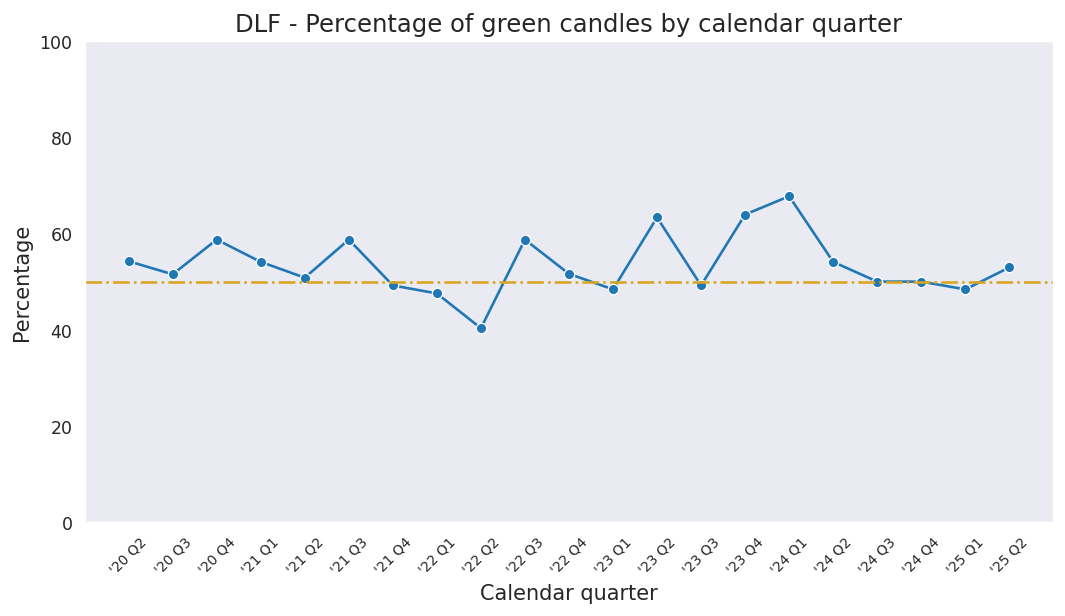 DLF - Percentage of green candles by calendar quarter
100
80
60
40
20
0
Percentage
'20 Q2
'20 Q3
'20 Q4
'21 Q1
'21 Q2
'21 Q3
'21 Q4
'22 Q1
'22 Q2
'22 Q3
'22 Q4
'23 Q1
'23 Q2
'23 Q3
'23 Q4
'24 Q1
'24 Q2
'24 Q3
'24 Q4
'25 Q1
'25 Q2
Calendar quarter